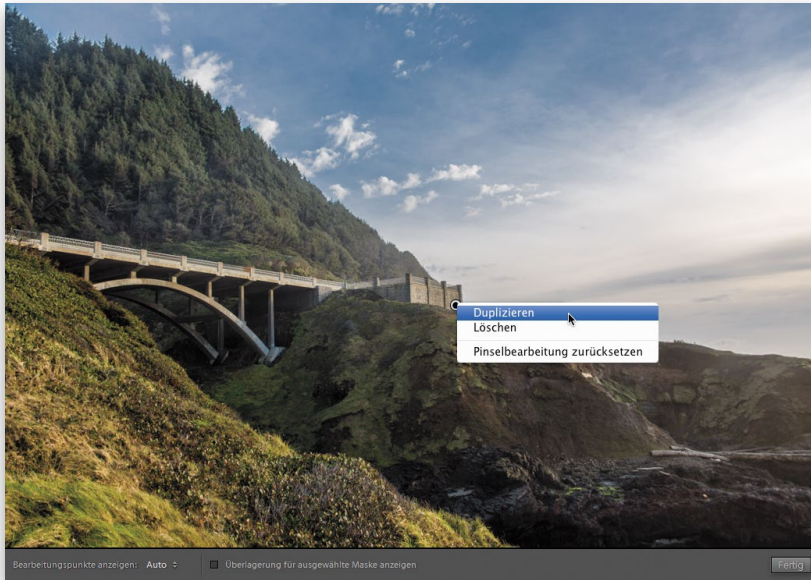 Duplizieren
Löschen
Pinselbearbeitung zurücksetzen
Bearbeitungspunkte anzeigen: Auto Überlagerung für ausgewählte Maske anzeigen Fertig